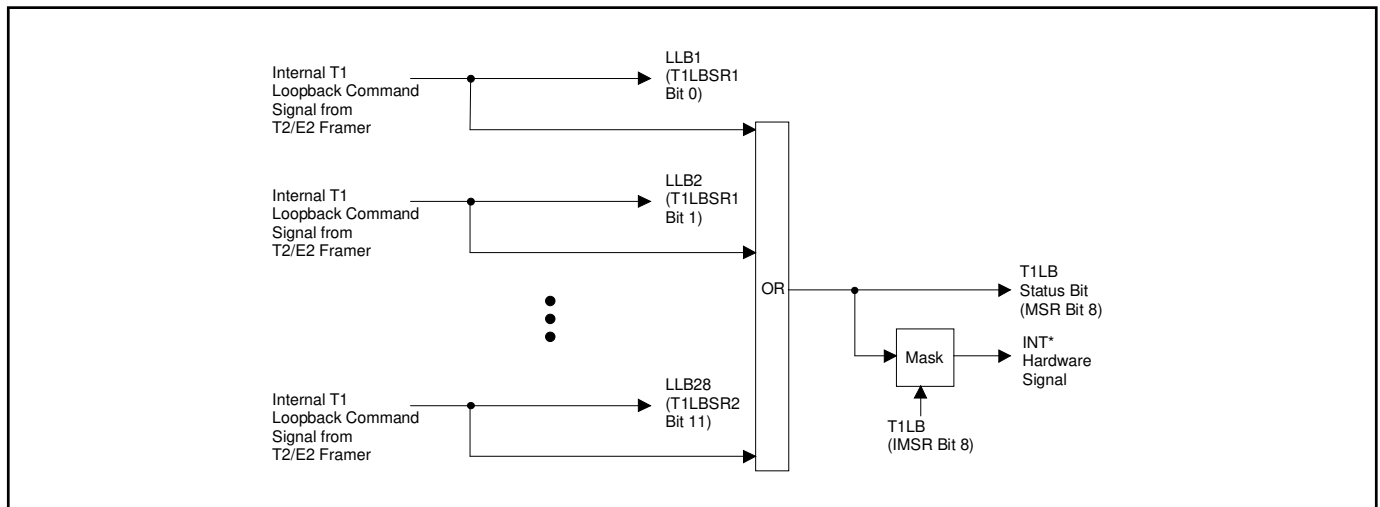 Internal T1
Loopback Command
Signal from
T2/E2 Framer
LLB1
(T1LBSR1
Bit 0)
Internal T1
Loopback Command
Signal from
T2/E2 Framer
LLB2
(T1LBSR1
Bit 1)
OR
T1LB
Status Bit
(MSR Bit 8)
Mask
INT*
Hardware
Signal
T1LB
(IMSR Bit 8)
Internal T1
Loopback Command
Signal from
T2/E2 Framer
LLB28
(T1LBSR2
Bit 11)